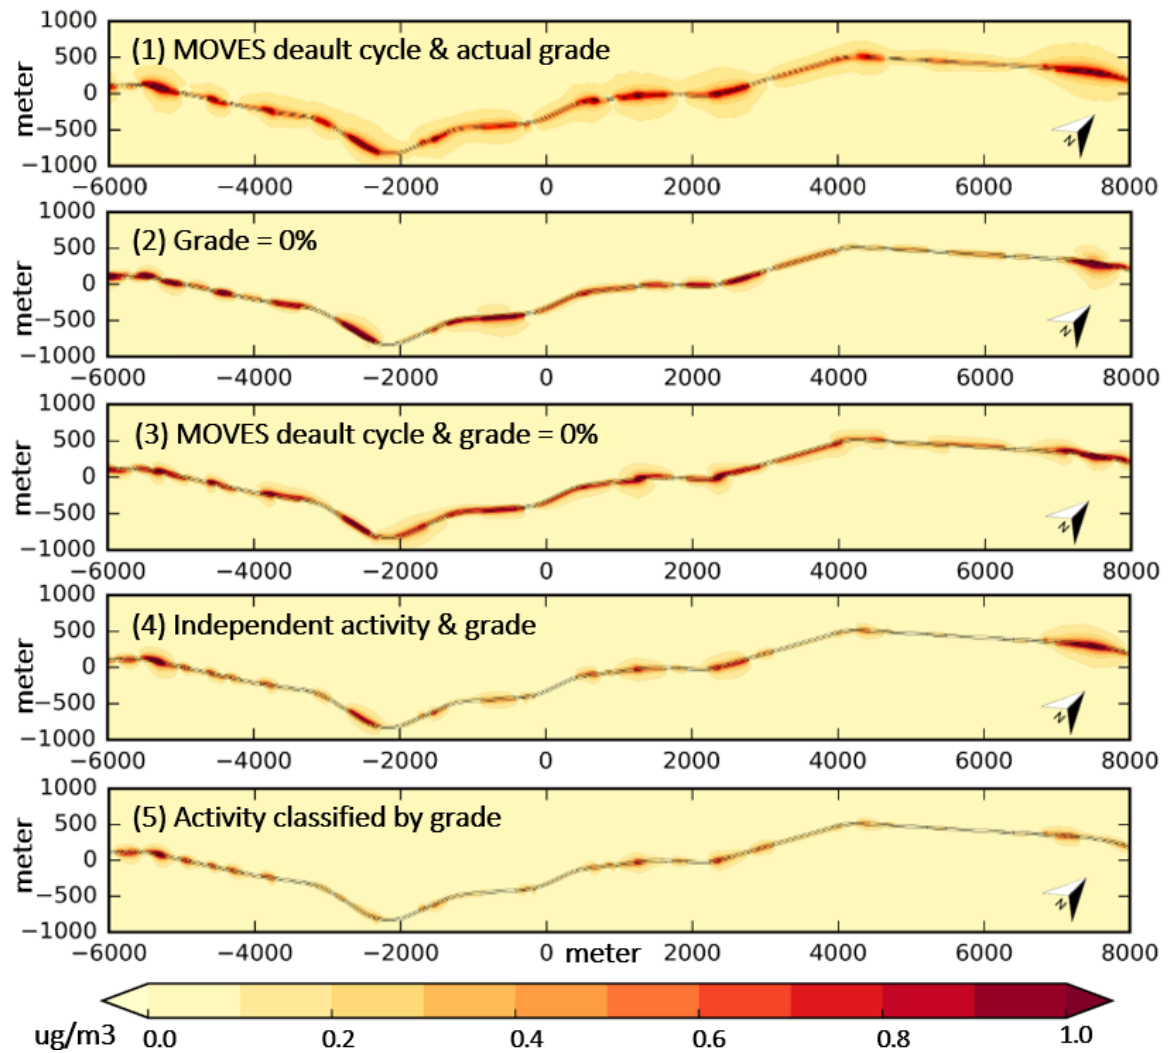 1000
500
0
−500
−1000
meter
(1) MOVES deault cycle & actual grade
N
−6000 −4000 −2000 0 2000 4000 6000 8000
1000
500
0
−500
−1000
meter
(2) Grade = 0%
N
−6000 −4000 −2000 0 2000 4000 6000 8000
1000
500
0
−500
−1000
meter
(3) MOVES deault cycle & grade = 0%
N
−6000 −4000 −2000 0 2000 4000 6000 8000
1000
500
0
−500
−1000
meter
(4) Independent activity & grade
N
−6000 −4000 −2000 0 2000 4000 6000 8000
1000
500
0
−500
−1000
meter
(5) Activity classified by grade
N
−6000 −4000 −2000 0 meter 2000 4000 6000 8000
ug/m3 0.0 0.2 0.4 0.6 0.8 1.0